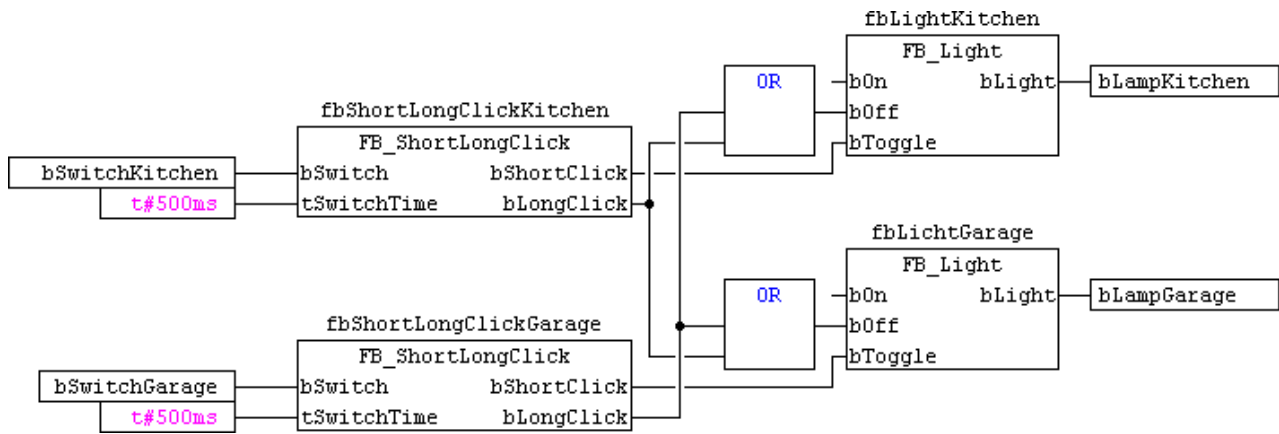 fbLightKitchen
FB_Light
OR
bOn bLight bLampKitchen
fbShortLongClickKitchen
bOff
FB_ShortLongClick
bToggle
bSwitchKitchen bSwitch bShortClick
t#500ms tSwitchTime bLongClick
fbLichtGarage
FB_Light
OR
bOn bLight bLampGarage
fbShortLongClickGarage
bOff
FB_ShortLongClick
bToggle
bSwitchGarage bSwitch bShortClick
t#500ms tSwitchTime bLongClick